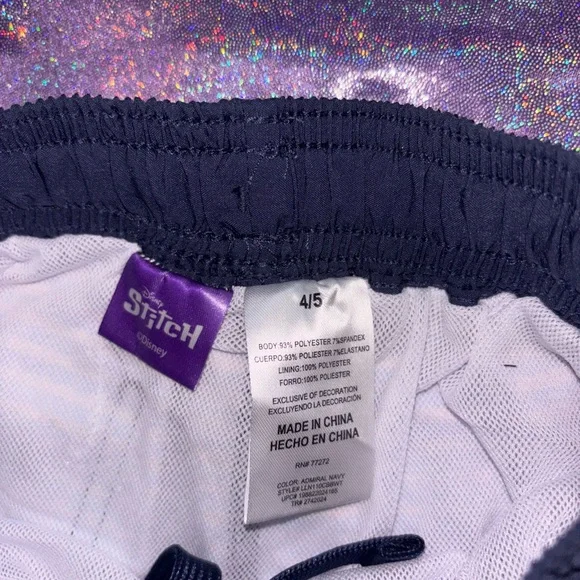 Disney
STiTCH
©Disney
4/5
BODY:93% POLYESTER 7%SPANDEX
CUERPO:93% POLIESTER 7%ELASTANO
LINING:100% POLYESTER
FORRO:100% POLIESTER
EXCLUSIVE OF DECORATION
EXCLUYENDO LA DECORACIÓN
MADE IN CHINA
HECHO EN CHINA
RN# 77272
COLOR: ADMIRAL NAVY
TR# 2742024